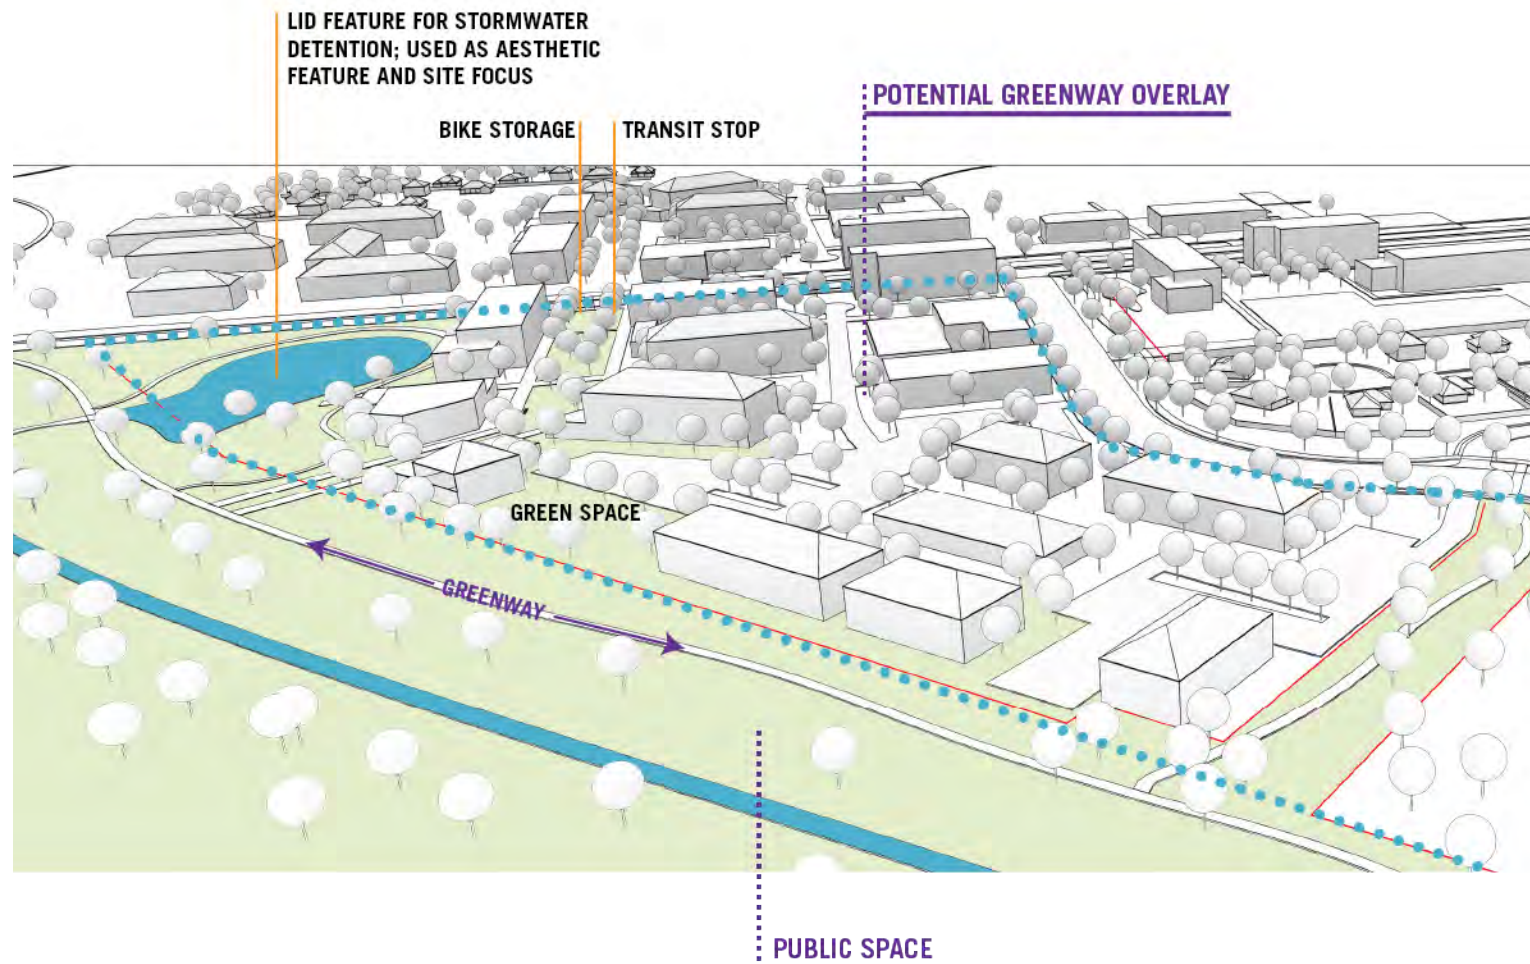 LID FEATURE FOR STORMWATER
DETENTION; USED AS AESTHETIC
FEATURE AND SITE FOCUS
POTENTIAL GREENWAY OVERLAY
BIKE STORAGE
TRANSIT STOP
GREEN SPACE
GREENWAY
PUBLIC SPACE